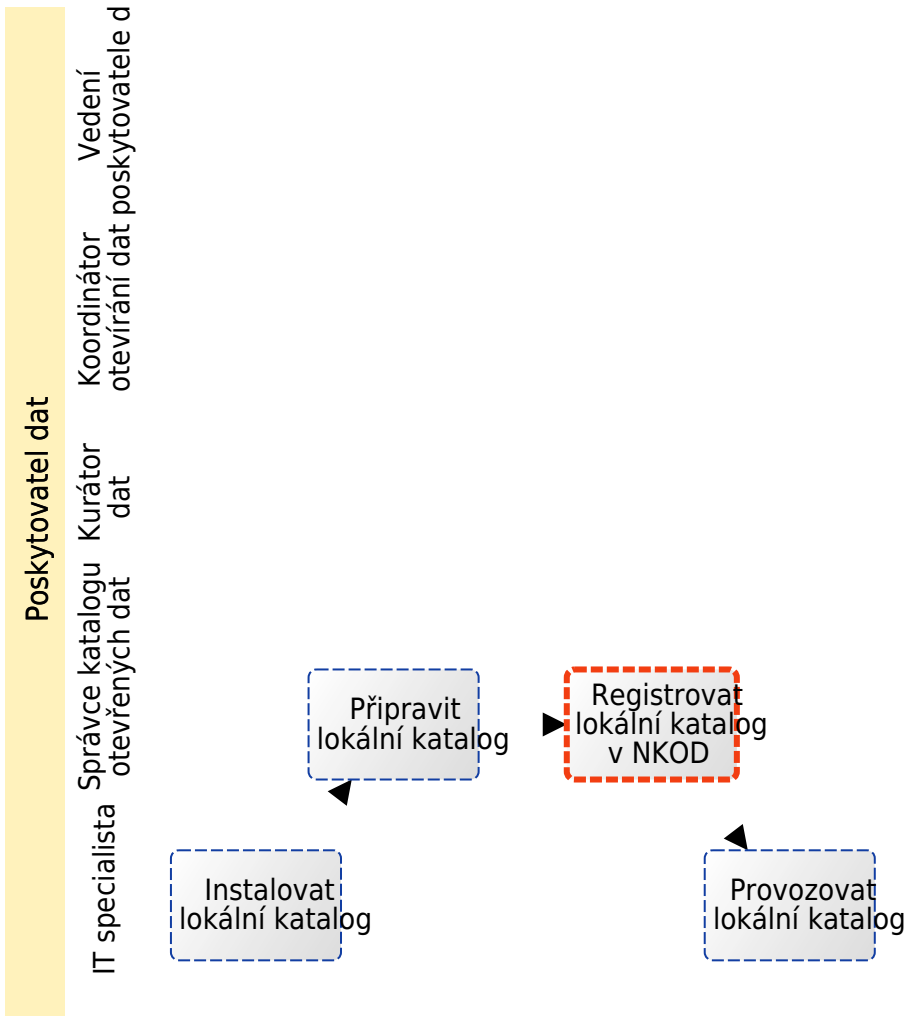 Poskytovatel dat
Vedení
poskytovatele d
Koordinátor
otevírání dat
Kurátor
dat
Správce katalogu
otevřených dat
IT specialista
Připravit
lokální katalog
Registrovat
lokální katalog
v NKOD
Instalovat
lokální katalog
Provozovat
lokální katalog